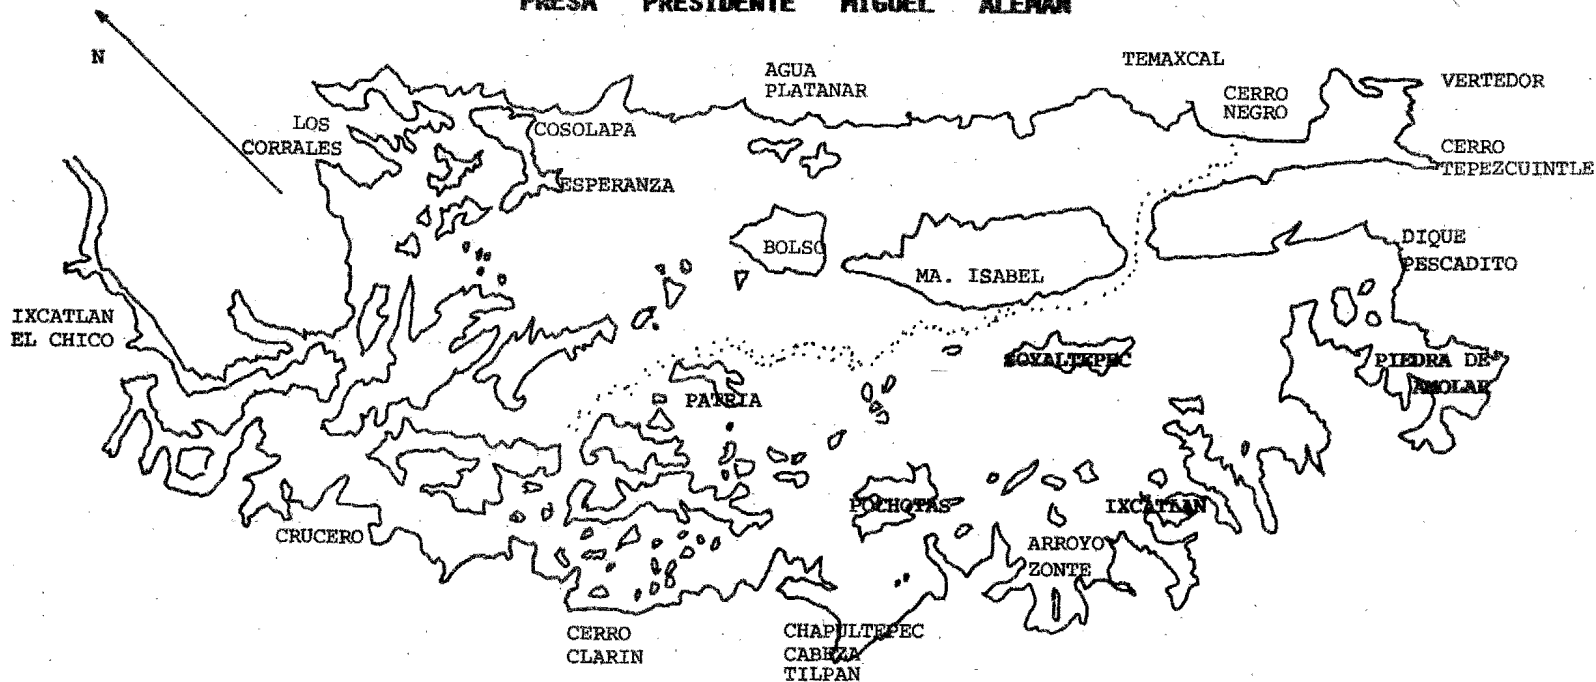 PRESA PRESIDENTE MIGUEL ALEMAN
N
TEMAXCAL
AGUA
PLATANAR
VERTEDOR
CERRO
NEGRO
LOS
CORRALES
COSOLAPA
CERRO
TEPEZCUINTLE
ESPERANZA
BOLSO
DIQUE
PESCADITO
MA. ISABEL
IXCATLAN
EL CHICO
SOYALTEPEC
PIEDRA DE
AMOLAR
PATRIA
POCHOTAS
IXCATLAN
CRUCERO
ARROYO
ZONTE
CERRO
CLARIN
CHAPULTEPEC
CABEZA
TILPAN